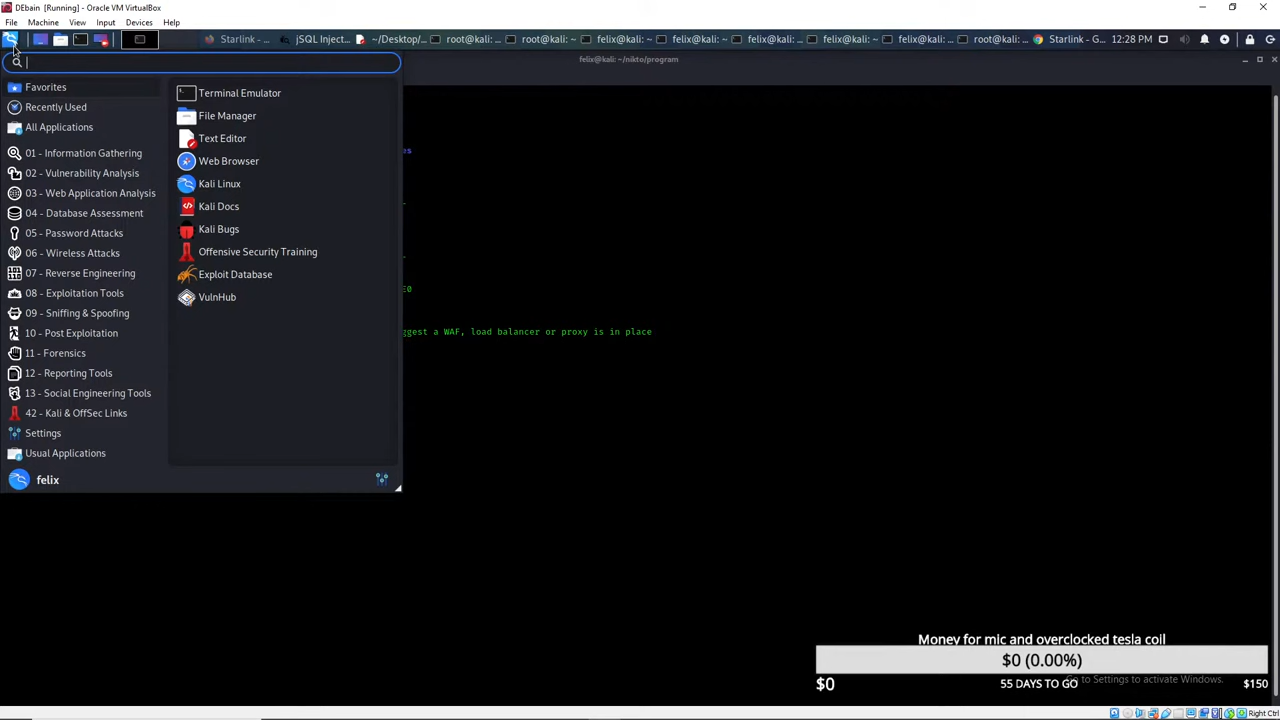 DEbain [Running] - Oracle VM VirtualBox
File Machine View Input Devices Help
Starlink - ... jSQL Inject... ~/Desktop/... root@kali: ... root@kali: ~ felix@kali: ~ felix@kali: ~ felix@kali: ... felix@kali: ... felix@kali: ~ root@kali: ... Starlink - G... 12:28 PM
felix@kali: ~/nikto/program
Favorites
Recently Used
All Applications
01 - Information Gathering
02 - Vulnerability Analysis
03 - Web Application Analysis
04 - Database Assessment
05 - Password Attacks
06 - Wireless Attacks
07 - Reverse Engineering
08 - Exploitation Tools
09 - Sniffing & Spoofing
10 - Post Exploitation
11 - Forensics
12 - Reporting Tools
13 - Social Engineering Tools
42 - Kali & OffSec Links
Settings
Usual Applications
felix
Terminal Emulator
File Manager
Text Editor
Web Browser
Kali Linux
Kali Docs
Kali Bugs
Offensive Security Training
Exploit Database
VulnHub
es
E0
ggest a WAF, load balancer or proxy is in place
Money for mic and overclocked tesla coil
$0 (0.00%)
$0 55 DAYS TO GO $150
Go to Settings to activate Windows.
Right Ctrl